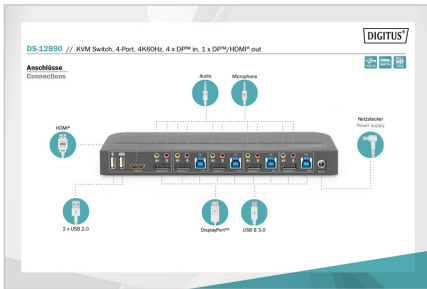 DIGITUS®
DS-12890 // KVM Switch, 4-Port, 4K60Hz, 4 x DP™ in, 1 x DP™/HDMI® out
Anschlüsse
Connections
Audio
Microphone
HDMI®
Netzstecker
Power supply
2 x USB 2.0
DisplayPort™
USB B 3.0